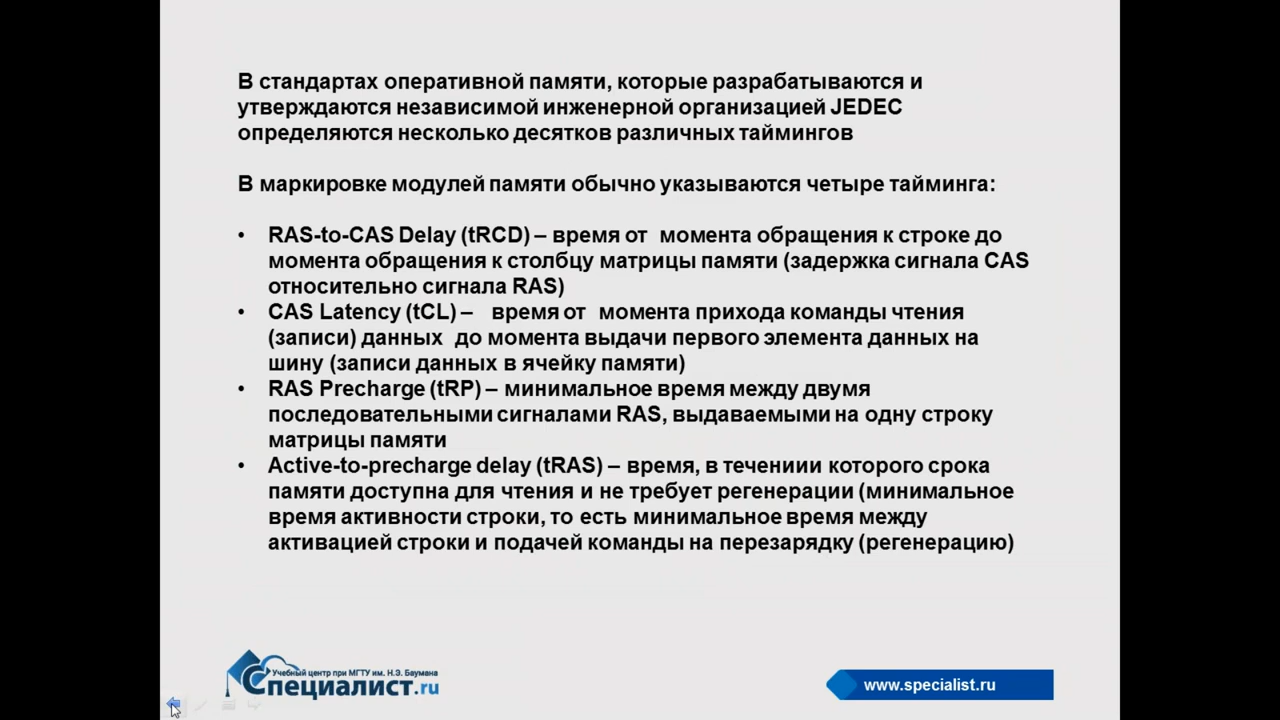 В стандартах оперативной памяти, которые разрабатываются и
утверждаются независимой инженерной организацией JEDEC
определяются несколько десятков различных таймингов
В маркировке модулей памяти обычно указываются четыре тайминга:
• RAS-to-CAS Delay (tRCD) – время от момента обращения к строке до
момента обращения к столбцу матрицы памяти (задержка сигнала CAS
относительно сигнала RAS)
• CAS Latency (tCL) – время от момента прихода команды чтения
(записи) данных до момента выдачи первого элемента данных на
шину (записи данных в ячейку памяти)
• RAS Precharge (tRP) – минимальное время между двумя
последовательными сигналами RAS, выдаваемыми на одну строку
матрицы памяти
• Active-to-precharge delay (tRAS) – время, в течениии которого срока
памяти доступна для чтения и не требует регенерации (минимальное
время активности строки, то есть минимальное время между
активацией строки и подачей команды на перезарядку (регенерацию)
Учебный центр при МГТУ им. Н.Э. Баумана
Специалист.ru
www.specialist.ru